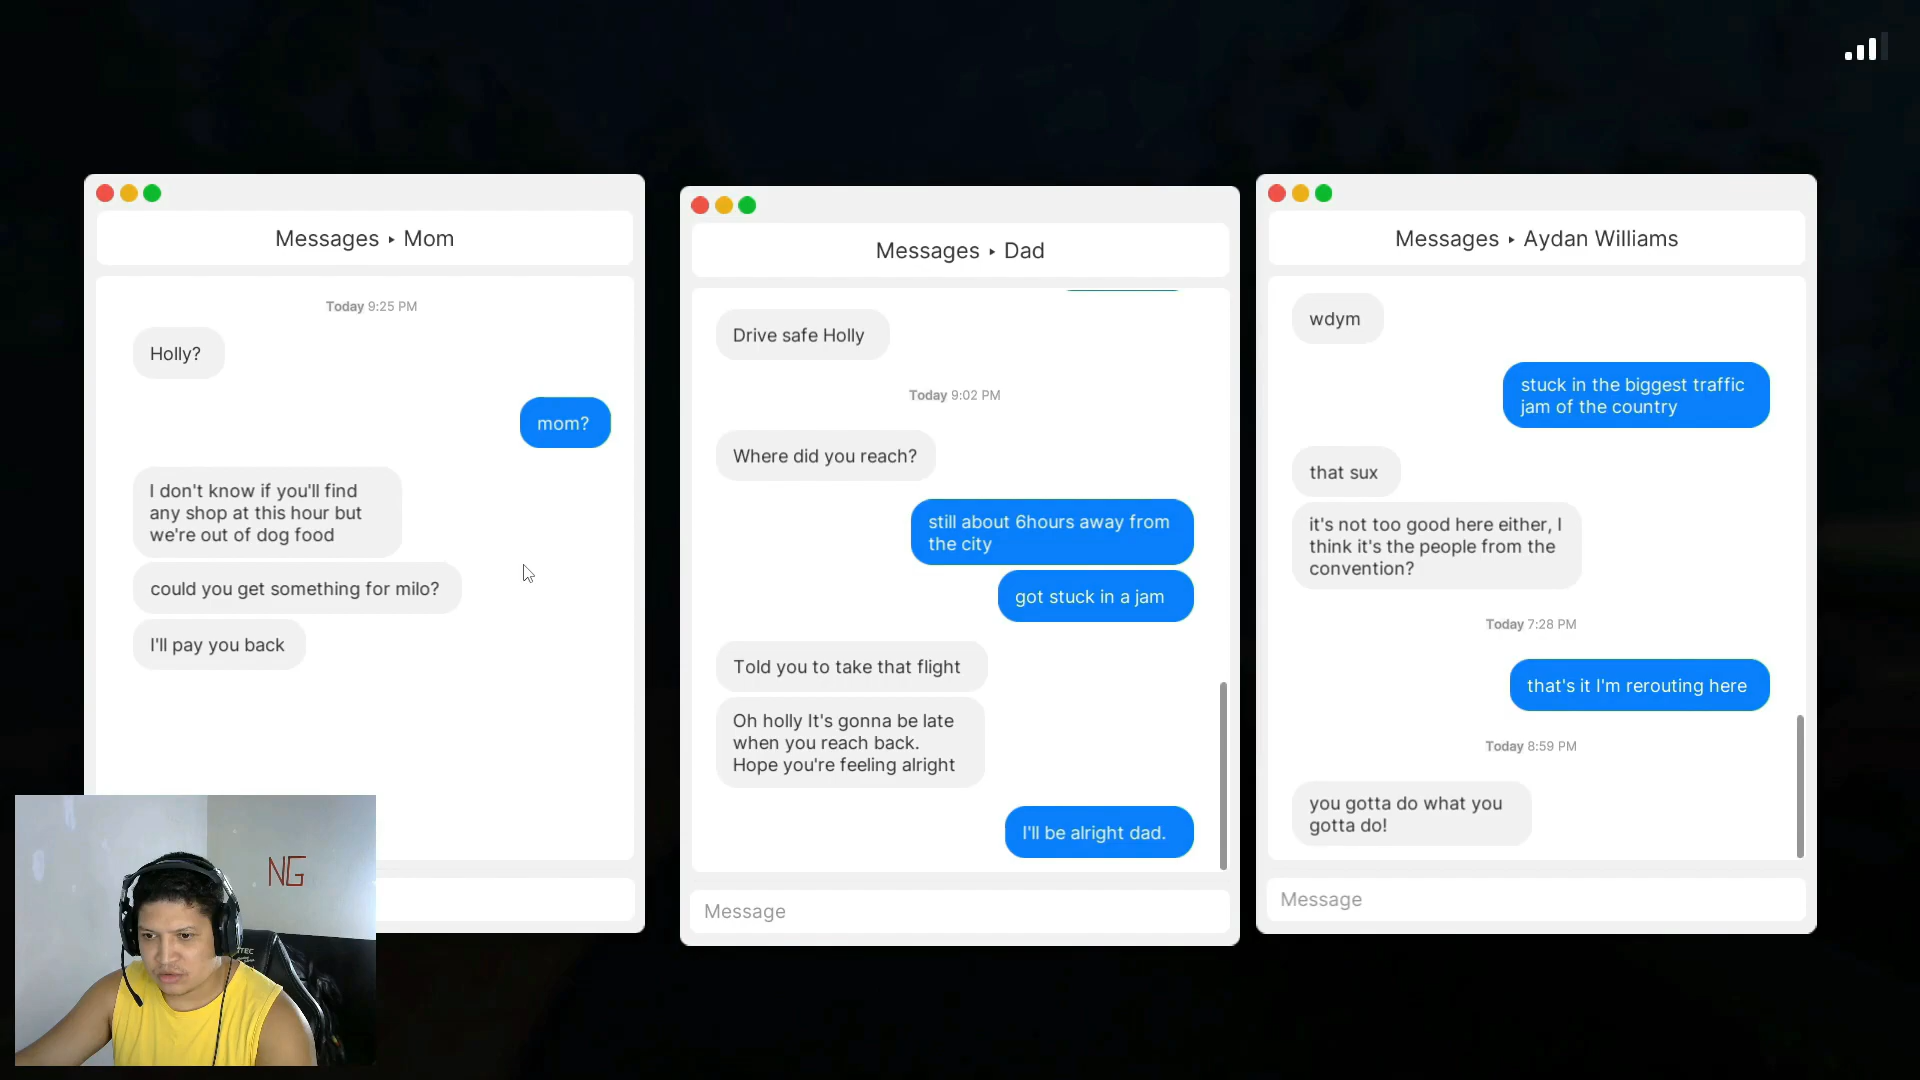 Messages ▸ Mom
Today 9:25 PM
Holly?
mom?
I don't know if you'll find
any shop at this hour but
we're out of dog food
could you get something for milo?
I'll pay you back
Messages ▸ Dad
Drive safe Holly
Today 9:02 PM
Where did you reach?
still about 6hours away from
the city
got stuck in a jam
Told you to take that flight
Oh holly It's gonna be late
when you reach back.
Hope you're feeling alright
I'll be alright dad.
Message
Messages ▸ Aydan Williams
wdym
stuck in the biggest traffic
jam of the country
that sux
it's not too good here either, I
think it's the people from the
convention?
Today 7:28 PM
that's it I'm rerouting here
Today 8:59 PM
you gotta do what you
gotta do!
Message
NG